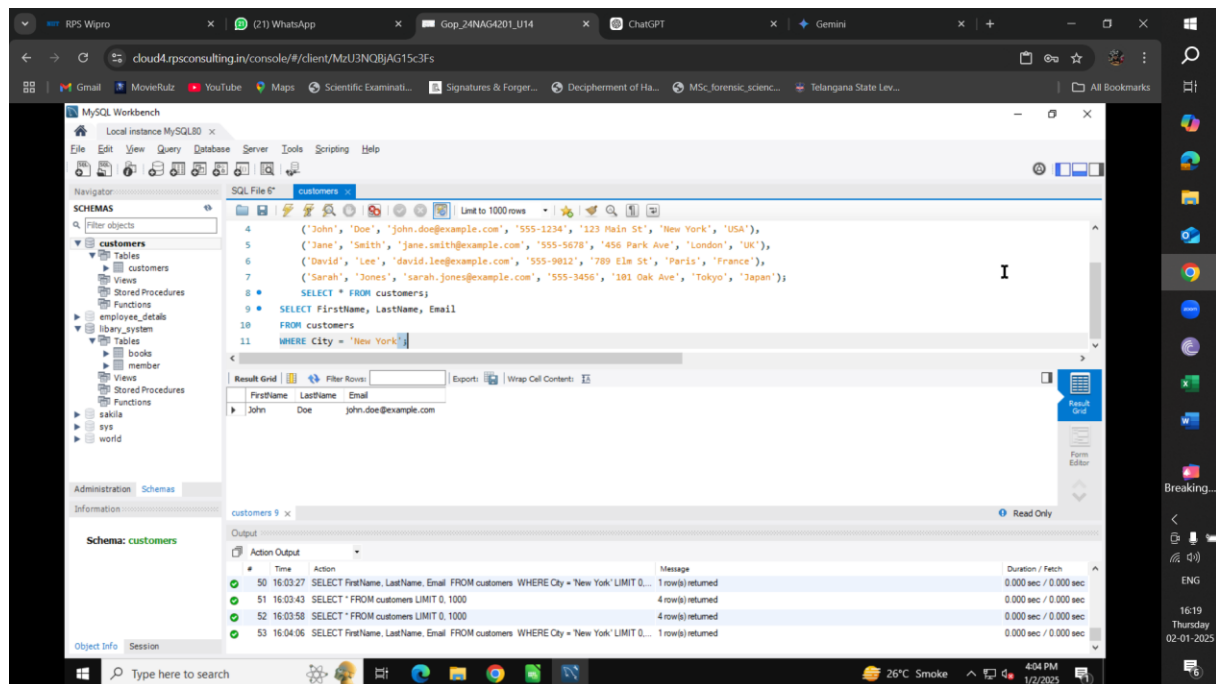 RPS Wipro
(21) WhatsApp
Gop_24NAG4201_U14
ChatGPT
Gemini
cloud4.rpsconsulting.in/console/#/client/MzU3NQBjAG15c3Fs
Gmail
MovieRulz
YouTube
Maps
Scientific Examinati...
Signatures & Forger...
Decipherment of Ha...
MSc_forensic_scienc...
Telangana State Lev...
All Bookmarks
MySQL Workbench
Local instance MySQL80
File Edit View Query Database Server Tools Scripting Help
Navigator
SCHEMAS
Filter objects
customers
Tables
customers
Views
Stored Procedures
Functions
employee_details
libary_system
Tables
books
member
Views
Stored Procedures
Functions
sakila
sys
world
Administration Schemas
Information
Schema: customers
Object Info Session
SQL File 6*
customers
Limit to 1000 rows
4 ('John', 'Doe', 'john.doe@example.com', '555-1234', '123 Main St', 'New York', 'USA'),
5 ('Jane', 'Smith', 'jane.smith@example.com', '555-5678', '456 Park Ave', 'London', 'UK'),
6 ('David', 'Lee', 'david.lee@example.com', '555-9012', '789 Elm St', 'Paris', 'France'),
7 ('Sarah', 'Jones', 'sarah.jones@example.com', '555-3456', '101 Oak Ave', 'Tokyo', 'Japan');
8 SELECT * FROM customers;
9 SELECT FirstName, LastName, Email
10 FROM customers
11 WHERE City = 'New York';
Result Grid Filter Rows: Export: Wrap Cell Content:
FirstName LastName Email
John Doe john.doe@example.com
Result Grid
Form Editor
customers 9
Read Only
Output
Action Output
# Time Action Message Duration / Fetch
50 16:03:27 SELECT FirstName, LastName, Email FROM customers WHERE City = 'New York' LIMIT 0,... 1 row(s) returned 0.000 sec / 0.000 sec
51 16:03:43 SELECT * FROM customers LIMIT 0, 1000 4 row(s) returned 0.000 sec / 0.000 sec
52 16:03:58 SELECT * FROM customers LIMIT 0, 1000 4 row(s) returned 0.000 sec / 0.000 sec
53 16:04:06 SELECT FirstName, LastName, Email FROM customers WHERE City = 'New York' LIMIT 0,... 1 row(s) returned 0.000 sec / 0.000 sec
Type here to search
26°C Smoke
4:04 PM
1/2/2025
zoom
Breaking...
ENG
16:19
Thursday
02-01-2025
6